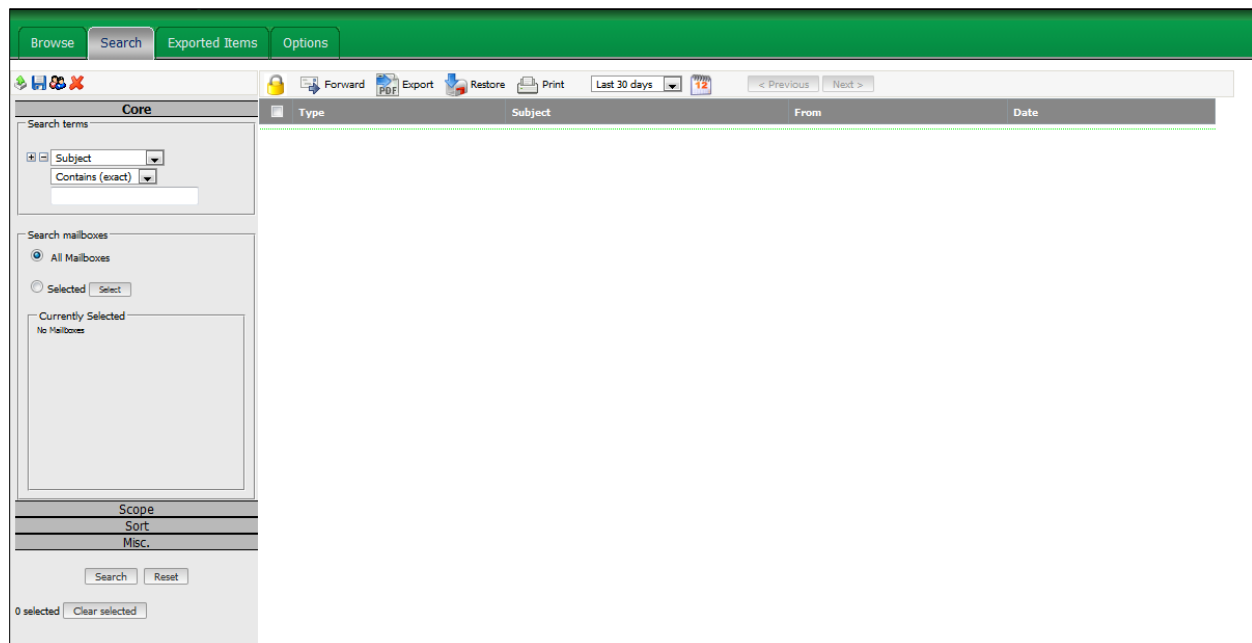 Browse Search Exported Items Options
Forward PDF Export Restore Print Last 30 days 12 < Previous Next >
Core
Type Subject From Date
Search terms
Subject
Contains (exact)
Search mailboxes
All Mailboxes
Selected Select
Currently Selected
No Mailboxes
Scope
Sort
Misc.
Search Reset
0 selected Clear selected